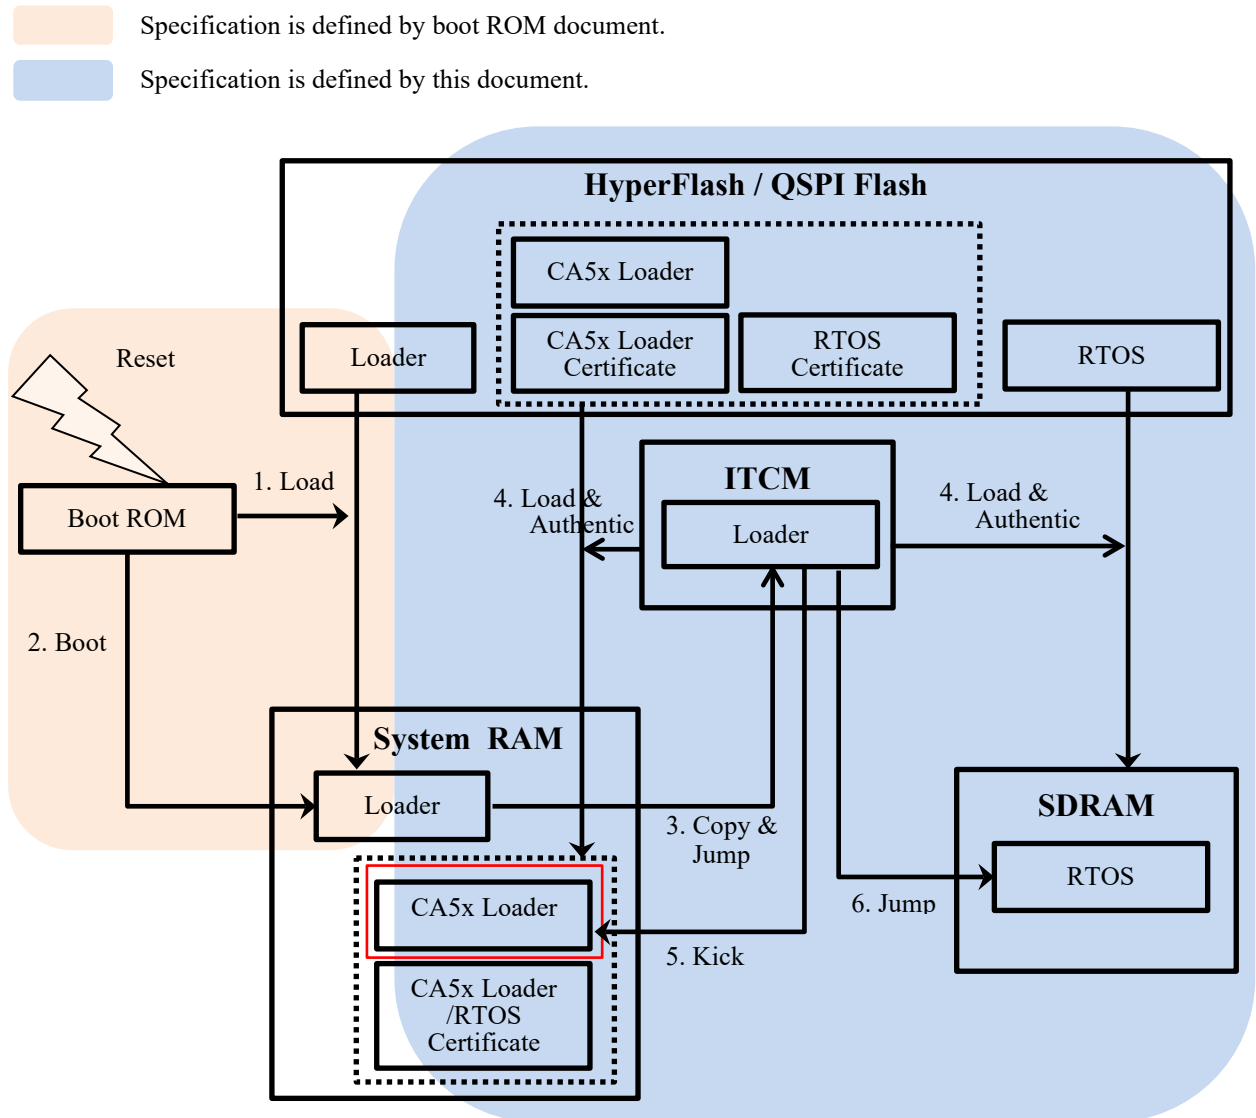 Specification is defined by boot ROM document.
Specification is defined by this document.
HyperFlash / QSPI Flash
CA5x Loader
CA5x Loader
Certificate
RTOS
Certificate
Loader
RTOS
Reset
Boot ROM
1. Load
2. Boot
4. Load &
Authentic
ITCM
Loader
4. Load &
Authentic
System RAM
Loader
3. Copy &
Jump
SDRAM
RTOS
6. Jump
CA5x Loader
5. Kick
CA5x Loader
/RTOS
Certificate